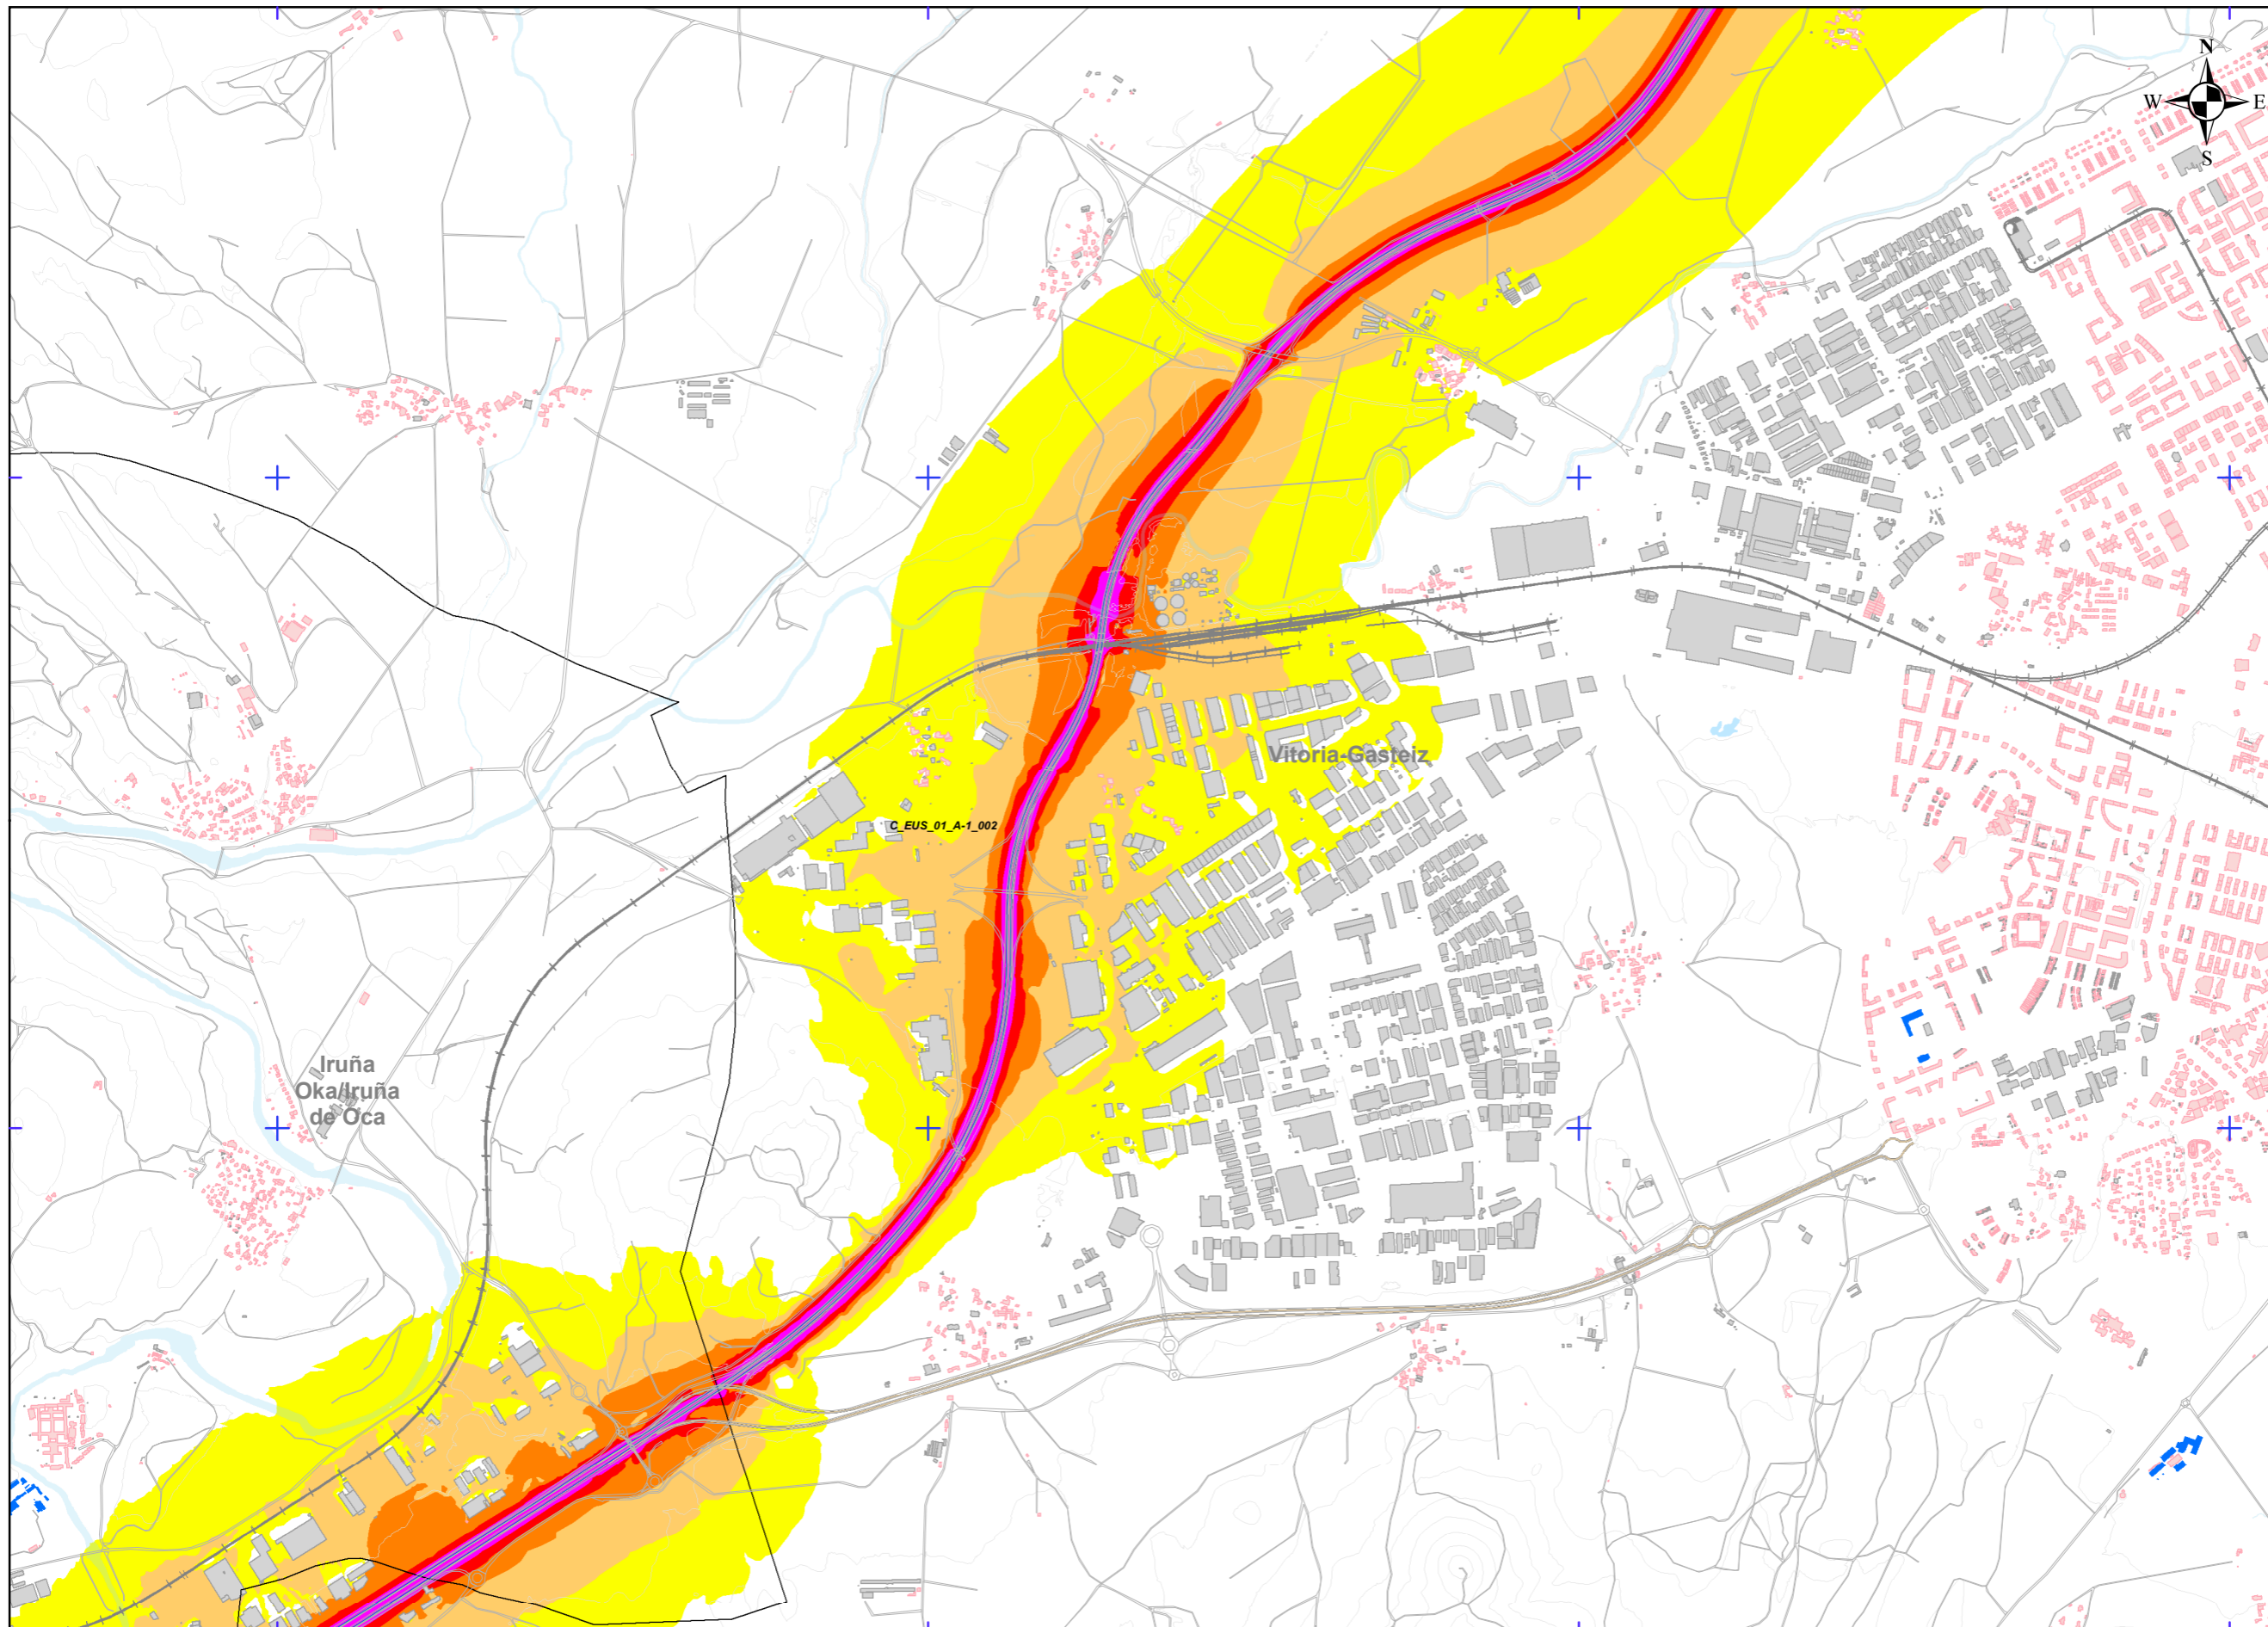 N
W E
S
Vitoria-Gasteiz
C_EUS_01_A-1_002
Iruña
Oka/Iruña
de Oca